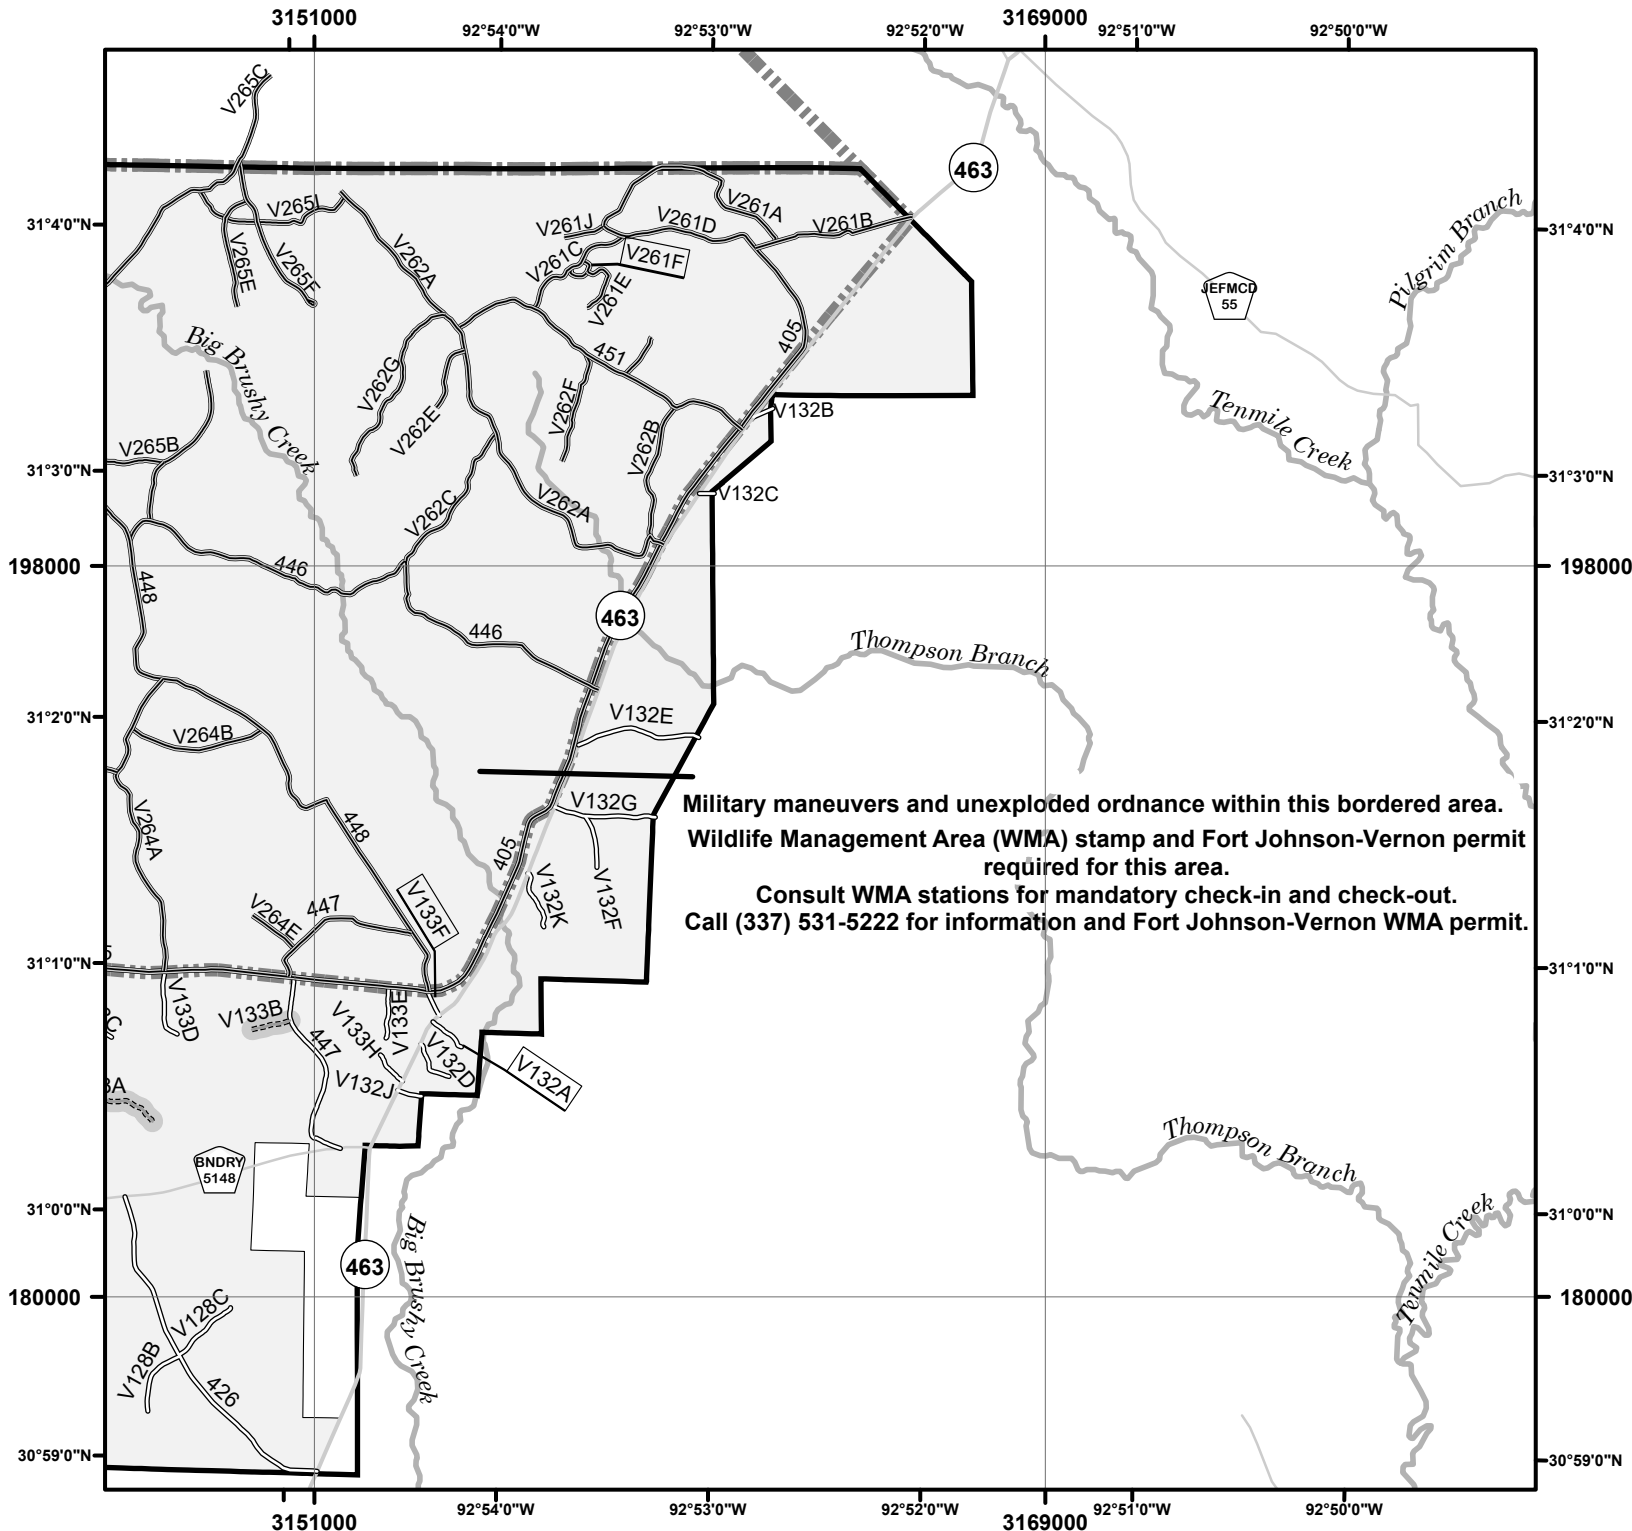 3151000
3169000
92°54'0"W
92°53'0"W
92°52'0"W
92°51'0"W
92°50'0"W
V265C
463
31°4'0"N
31°4'0"N
V265I
V261J
V261D
V261A
V261B
Pilgrim Branch
V265E
V265F
V262A
V261C
V261F
V261E
JEFMCD
55
Big Brushy Creek
405
451
V262G
V262E
V262F
V262B
V132B
Tenmile Creek
V265B
31°3'0"N
31°3'0"N
V262C
V262A
V132C
198000
198000
446
448
463
446
Thompson Branch
31°2'0"N
31°2'0"N
V264B
V132E
V132G
Military maneuvers and unexploded ordnance within this bordered area.
Wildlife Management Area (WMA) stamp and Fort Johnson-Vernon permit
required for this area.
Consult WMA stations for mandatory check-in and check-out.
Call (337) 531-5222 for information and Fort Johnson-Vernon WMA permit.
V264A
448
405
V132K
V132F
V133F
V264E
447
31°1'0"N
31°1'0"N
V133D
V133B
V133E
V133H
447
V132D
V132A
V132J
3A
Thompson Branch
BNDRY
5148
31°0'0"N
31°0'0"N
Big Brushy Creek
463
Tenmile Creek
180000
180000
V128C
V128B
426
30°59'0"N
30°59'0"N
92°54'0"W
92°53'0"W
92°52'0"W
92°51'0"W
92°50'0"W
3151000
3169000